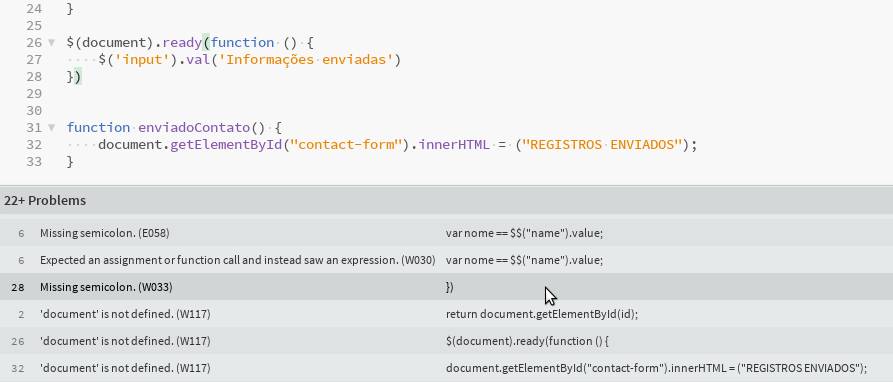 24 }
25
26 $(document).ready(function () {
27 $('input').val('Informações enviadas')
28 })
29
30
31 function enviadoContato() {
32 document.getElementById("contact-form").innerHTML = ("REGISTROS ENVIADOS");
33 }
22+ Problems
6 Missing semicolon. (E058) var nome == $$("name").value;
6 Expected an assignment or function call and instead saw an expression. (W030) var nome == $$("name").value;
28 Missing semicolon. (W033) })
2 'document' is not defined. (W117) return document.getElementById(id);
26 'document' is not defined. (W117) $(document).ready(function () {
32 'document' is not defined. (W117) document.getElementById("contact-form").innerHTML = ("REGISTROS ENVIADOS");